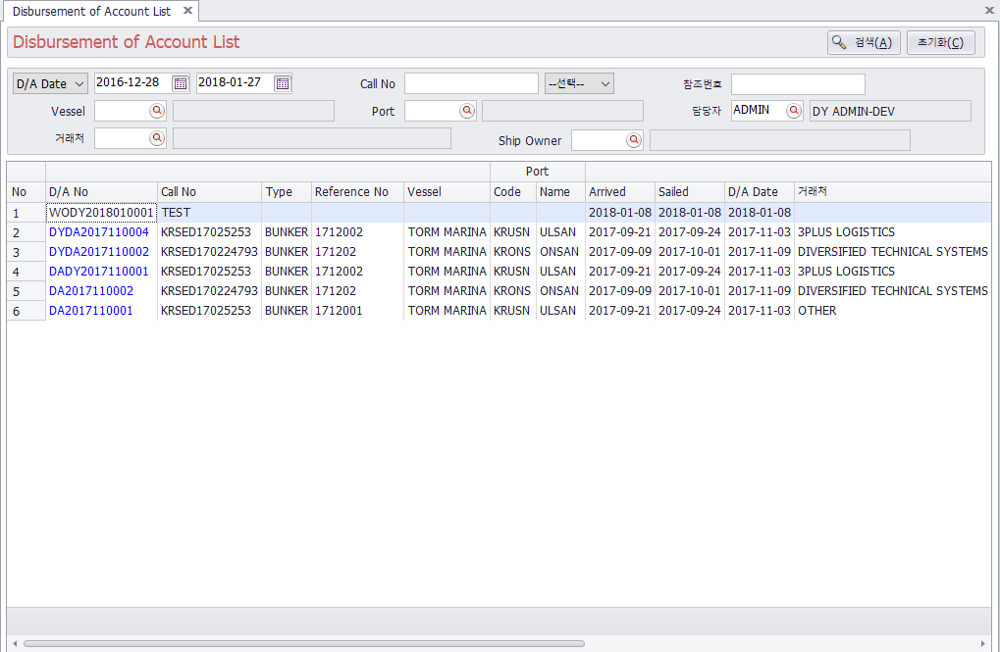 Disbursement of Account List
Disbursement of Account List 검색(A) 초기화(C)
D/A Date 2016-12-28 2018-01-27 Call No --선택-- 참조번호
Vessel Port 담당자 ADMIN DY ADMIN-DEV
거래처 Ship Owner
Port
No D/A No Call No Type Reference No Vessel Code Name Arrived Sailed D/A Date 거래처
1 WODY2018010001 TEST 2018-01-08 2018-01-08 2018-01-08
2 DYDA2017110004 KRSED17025253 BUNKER 1712002 TORM MARINA KRUSN ULSAN 2017-09-21 2017-09-24 2017-11-03 3PLUS LOGISTICS
3 DYDA2017110002 KRSED170224793 BUNKER 171202 TORM MARINA KRONS ONSAN 2017-09-09 2017-10-01 2017-11-09 DIVERSIFIED TECHNICAL SYSTEMS
4 DADY2017110001 KRSED17025253 BUNKER 1712002 TORM MARINA KRUSN ULSAN 2017-09-21 2017-09-24 2017-11-03 3PLUS LOGISTICS
5 DA2017110002 KRSED170224793 BUNKER 171202 TORM MARINA KRONS ONSAN 2017-09-09 2017-10-01 2017-11-09 DIVERSIFIED TECHNICAL SYSTEMS
6 DA2017110001 KRSED17025253 BUNKER 1712001 TORM MARINA KRUSN ULSAN 2017-09-21 2017-09-24 2017-11-03 OTHER